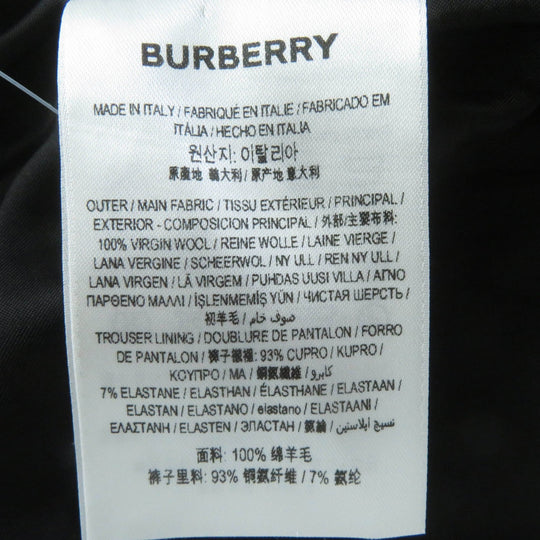 BURBERRY
MADE IN ITALY / FABRIQUÉ EN ITALIE / FABRICADO EM
ITÁLIA / HECHO EN ITALIA
원산지: 이탈리아
原產地 義大利 / 原产地 意大利
OUTER / MAIN FABRIC / TISSU EXTÉRIEUR / PRINCIPAL /
EXTERIOR - COMPOSICION PRINCIPAL / 外部/主要布料:
100% VIRGIN WOOL / REINE WOLLE / LAINE VIERGE /
LANA VERGINE / SCHEERWOL / NY ULL / REN NY ULL /
LANA VIRGEN / LÃ VIRGEM / PUHDAS UUSI VILLA / ΑΓΝΟ
ΠΑΡΘΕΝΟ ΜΑΛΛΙ / İŞLENMEMİŞ YÜN / ЧИСТАЯ ШЕРСТЬ /
初羊毛 / صوف خام
TROUSER LINING / DOUBLURE DE PANTALON / FORRO
DE PANTALON / 褲子襯裡: 93% CUPRO / KUPRO /
ΚΟΥΠΡΟ / МА / 銅氨纖維 / كابرو
7% ELASTANE / ELASTHAN / ÉLASTHANE / ELASTAAN /
ELASTAN / ELASTANO / elastano / ELASTAANI /
ΕΛΑΣΤΑΝΗ / ELASTEN / ЭЛАСТАН / 氨綸 / نسيج ايلاستين
面料: 100% 绵羊毛
裤子里料: 93% 铜氨纤维 / 7% 氨纶